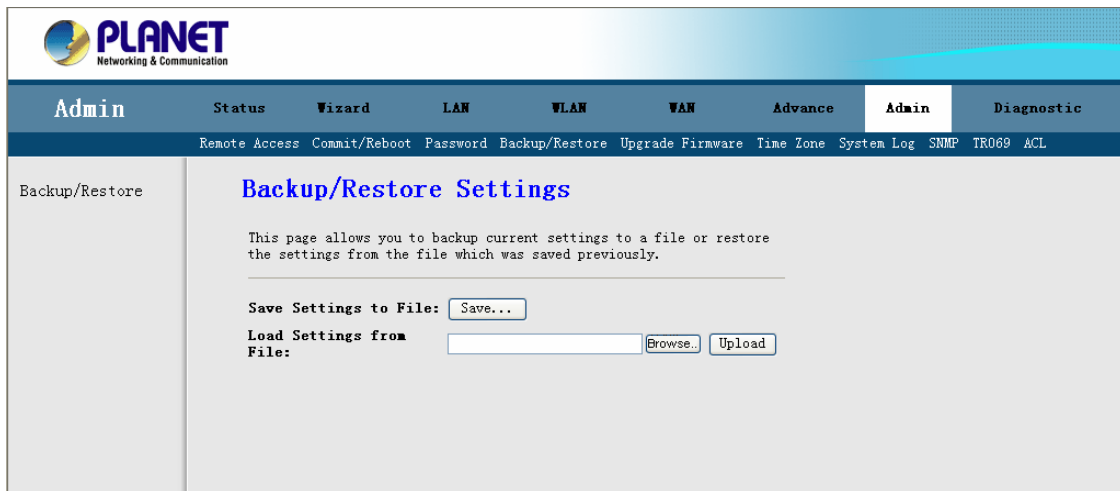 PLANET
Networking & Communication
Admin
Status Wizard LAN WLAN WAN Advance Admin Diagnostic
Remote Access Commit/Reboot Password Backup/Restore Upgrade Firmware Time Zone System Log SNMP TR069 ACL
Backup/Restore
Backup/Restore Settings
This page allows you to backup current settings to a file or restore
the settings from the file which was saved previously.
Save Settings to File: Save...
Load Settings from
File: Browse.. Upload